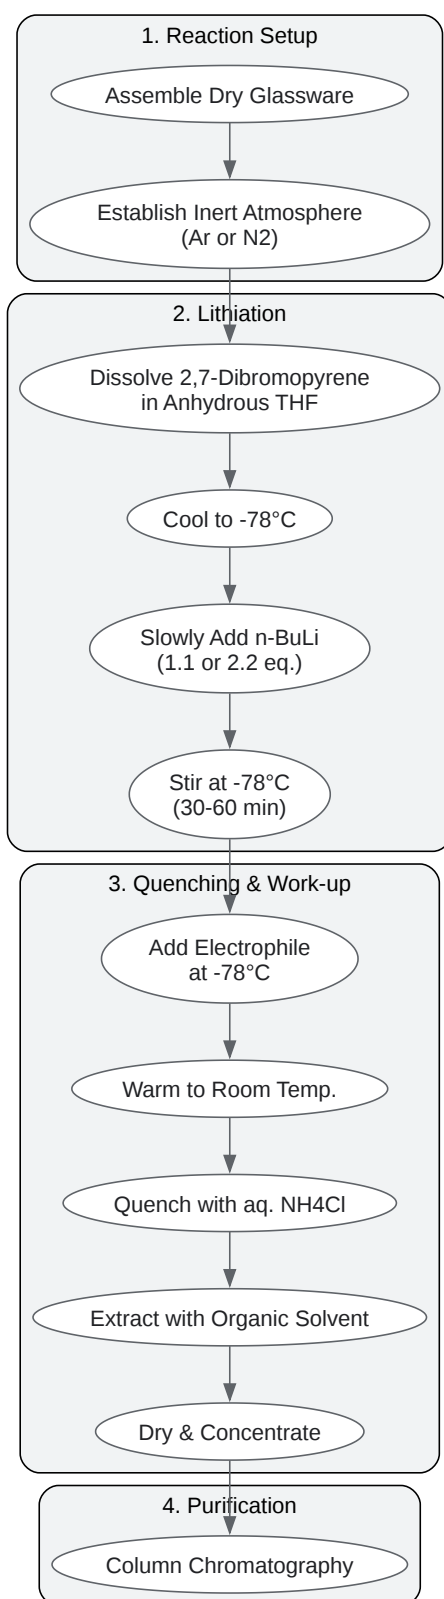 1. Reaction Setup
Assemble Dry Glassware
Establish Inert Atmosphere
(Ar or N2)
2. Lithiation
Dissolve 2,7-Dibromopyrene
in Anhydrous THF
Cool to -78°C
Slowly Add n-BuLi
(1.1 or 2.2 eq.)
Stir at -78°C
(30-60 min)
3. Quenching & Work-up
Add Electrophile
at -78°C
Warm to Room Temp.
Quench with aq. NH4Cl
Extract with Organic Solvent
Dry & Concentrate
4. Purification
Column Chromatography